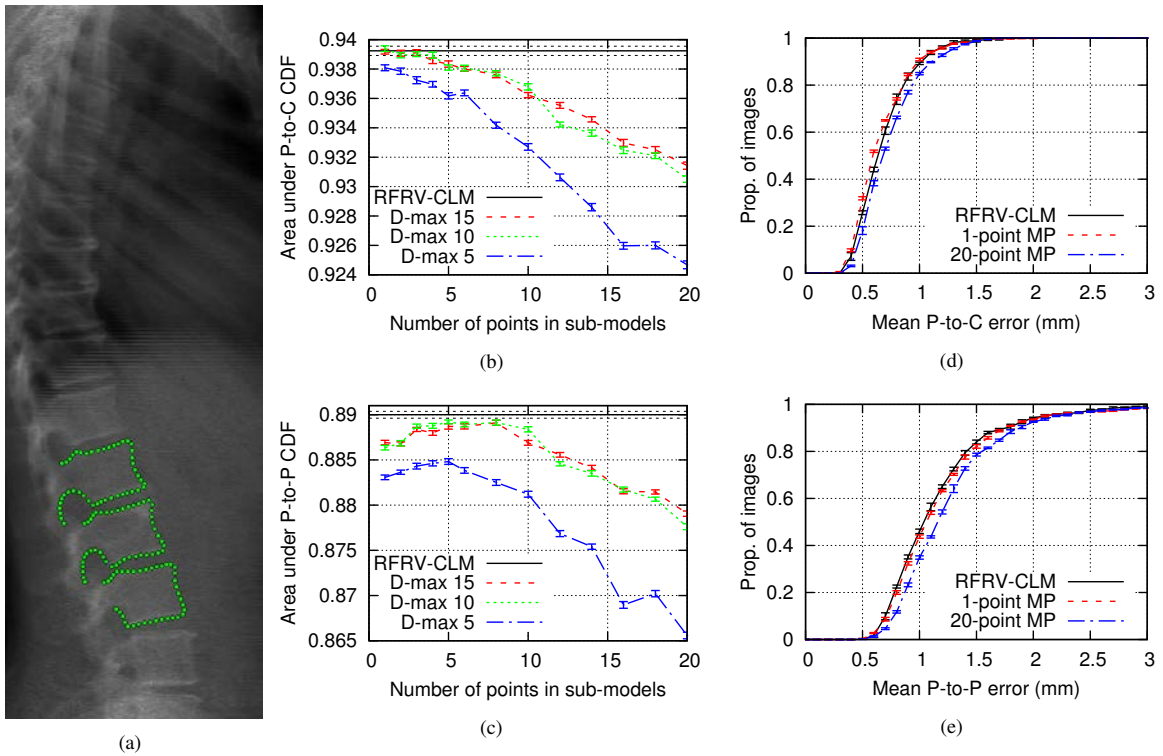 0.94
0.938
0.936
0.934
0.932
0.93
0.928
0.926
0.924
0 5 10 15 20
Area under P-to-C CDF
Number of points in sub-models
RFRV-CLM
D-max 15
D-max 10
D-max 5
(b)
1
0.8
0.6
0.4
0.2
0
0 0.5 1 1.5 2 2.5 3
Prop. of images
Mean P-to-C error (mm)
RFRV-CLM
1-point MP
20-point MP
(d)
0.89
0.885
0.88
0.875
0.87
0.865
0 5 10 15 20
Area under P-to-P CDF
Number of points in sub-models
RFRV-CLM
D-max 15
D-max 10
D-max 5
(c)
1
0.8
0.6
0.4
0.2
0
0 0.5 1 1.5 2 2.5 3
Prop. of images
Mean P-to-P error (mm)
RFRV-CLM
1-point MP
20-point MP
(e)
(a)